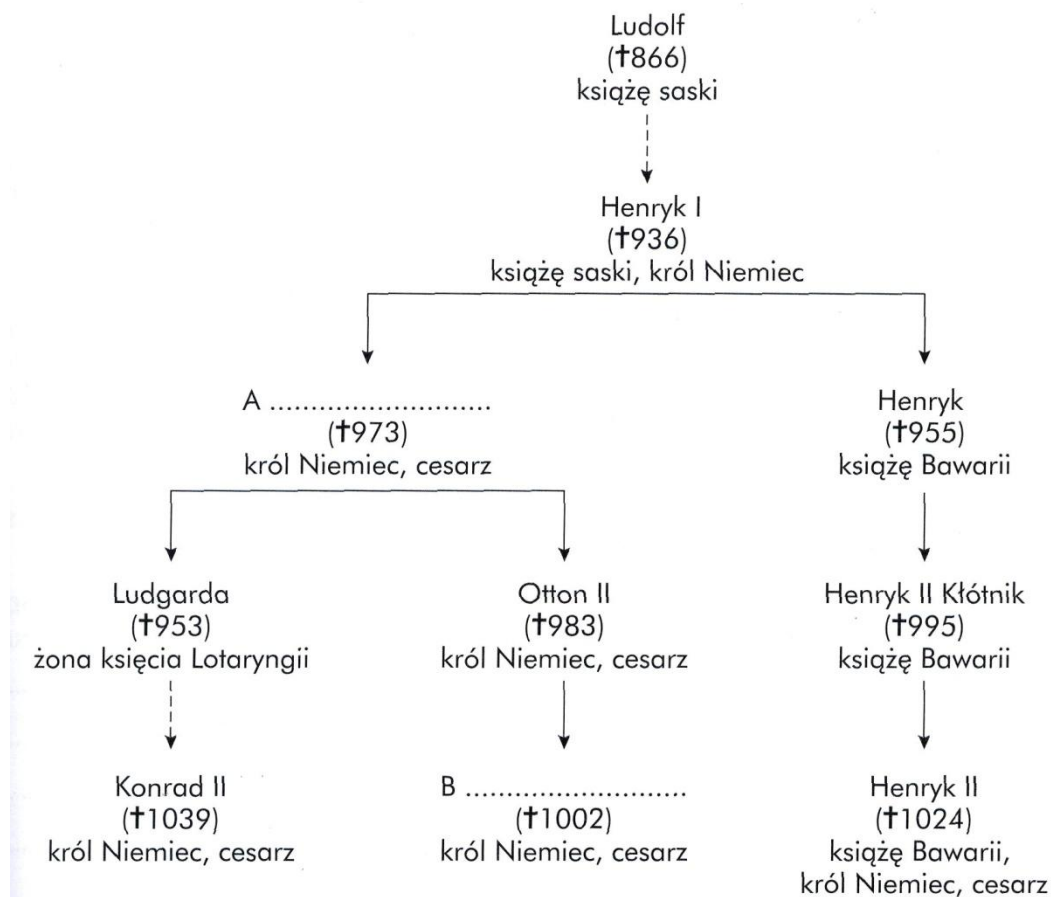 Ludolf
(✝866)
książę saski
Henryk I
(✝936)
książę saski, król Niemiec
A ...........................
(✝973)
król Niemiec, cesarz
Henryk
(✝955)
książę Bawarii
Ludgarda
(✝953)
żona księcia Lotaryngii
Otton II
(✝983)
król Niemiec, cesarz
Henryk II Kłótnik
(✝995)
książę Bawarii
Konrad II
(✝1039)
król Niemiec, cesarz
B ...........................
(✝1002)
król Niemiec, cesarz
Henryk II
(✝1024)
książę Bawarii,
król Niemiec, cesarz